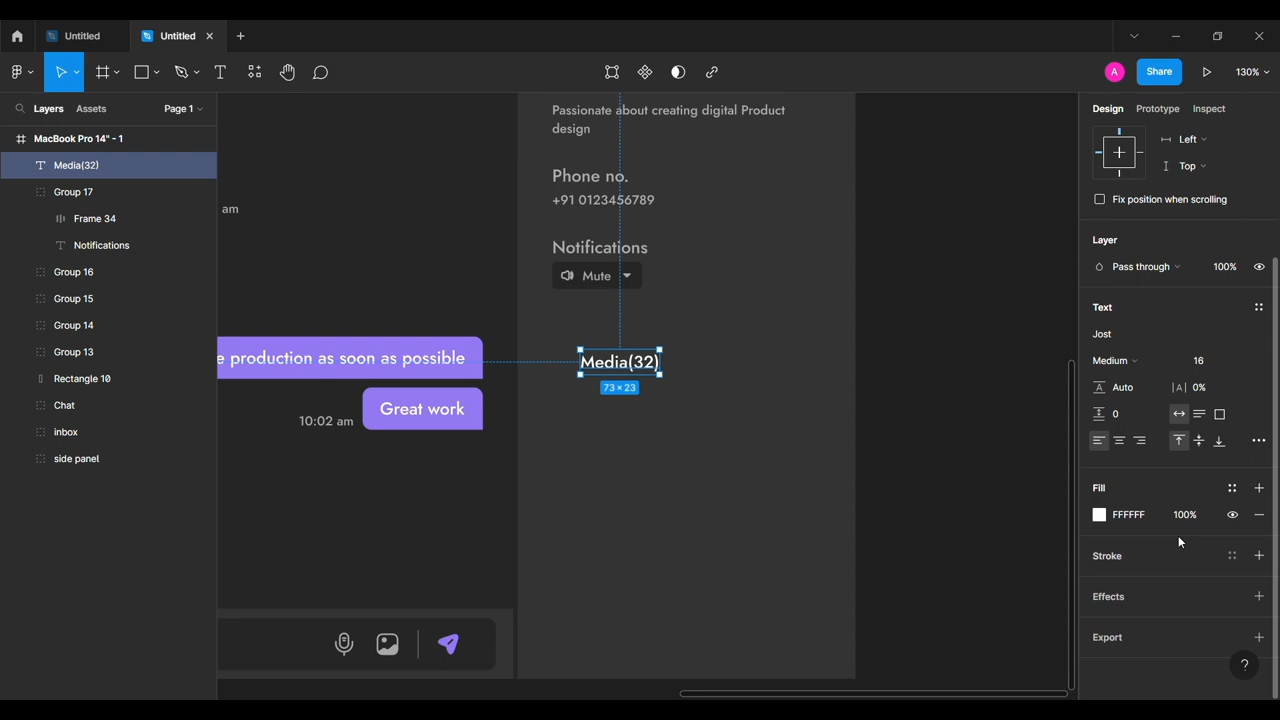 Untitled
Untitled
A
Share
130%
Layers
Assets
Page 1
Design
Prototype
Inspect
MacBook Pro 14" - 1
Media(32)
Group 17
Frame 34
Notifications
Group 16
Group 15
Group 14
Group 13
Rectangle 10
Chat
inbox
side panel
am
e production as soon as possible
Great work
10:02 am
Passionate about creating digital Product
design
Phone no.
+91 0123456789
Notifications
Mute
Media(32)
73 × 23
Left
Top
Fix position when scrolling
Layer
Pass through
100%
Text
Jost
Medium
16
Auto
0%
0
Fill
FFFFFF
100%
Stroke
Effects
Export
?